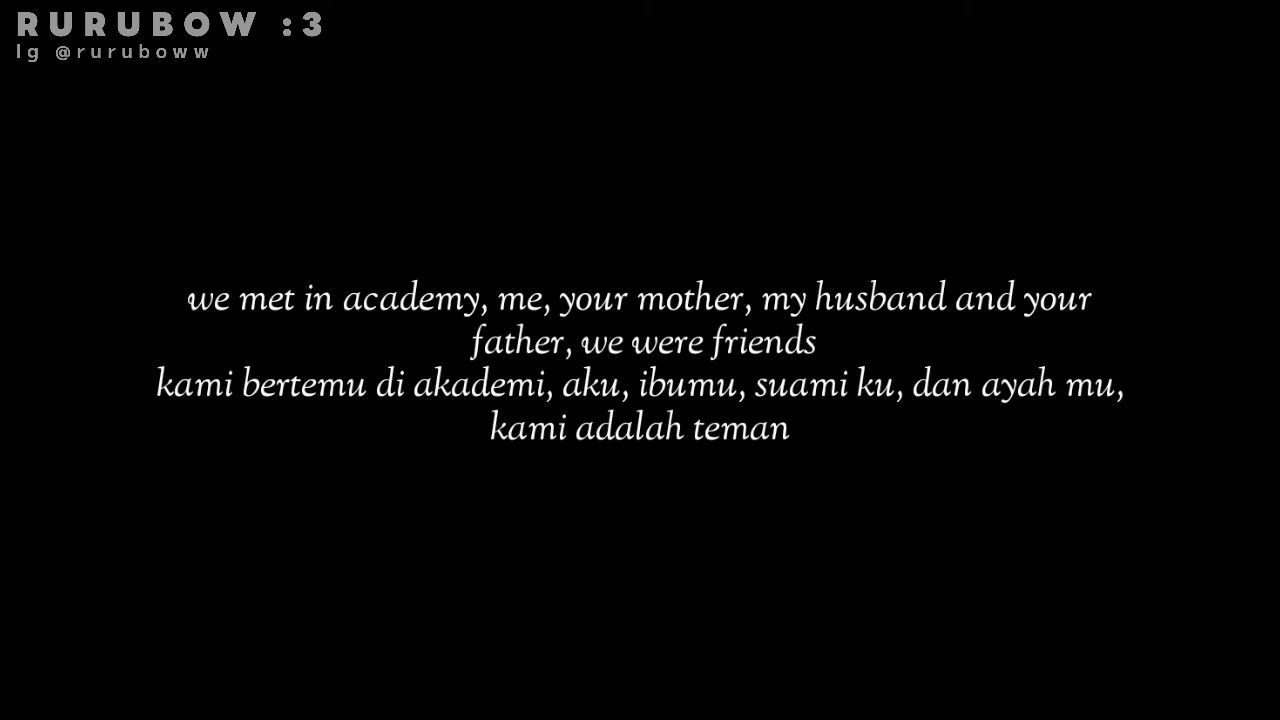 RURUBOW :3
Ig @ruruboww
we met in academy, me, your mother, my husband and your
father, we were friends
kami bertemu di akademi, aku, ibumu, suami ku, dan ayah mu,
kami adalah teman